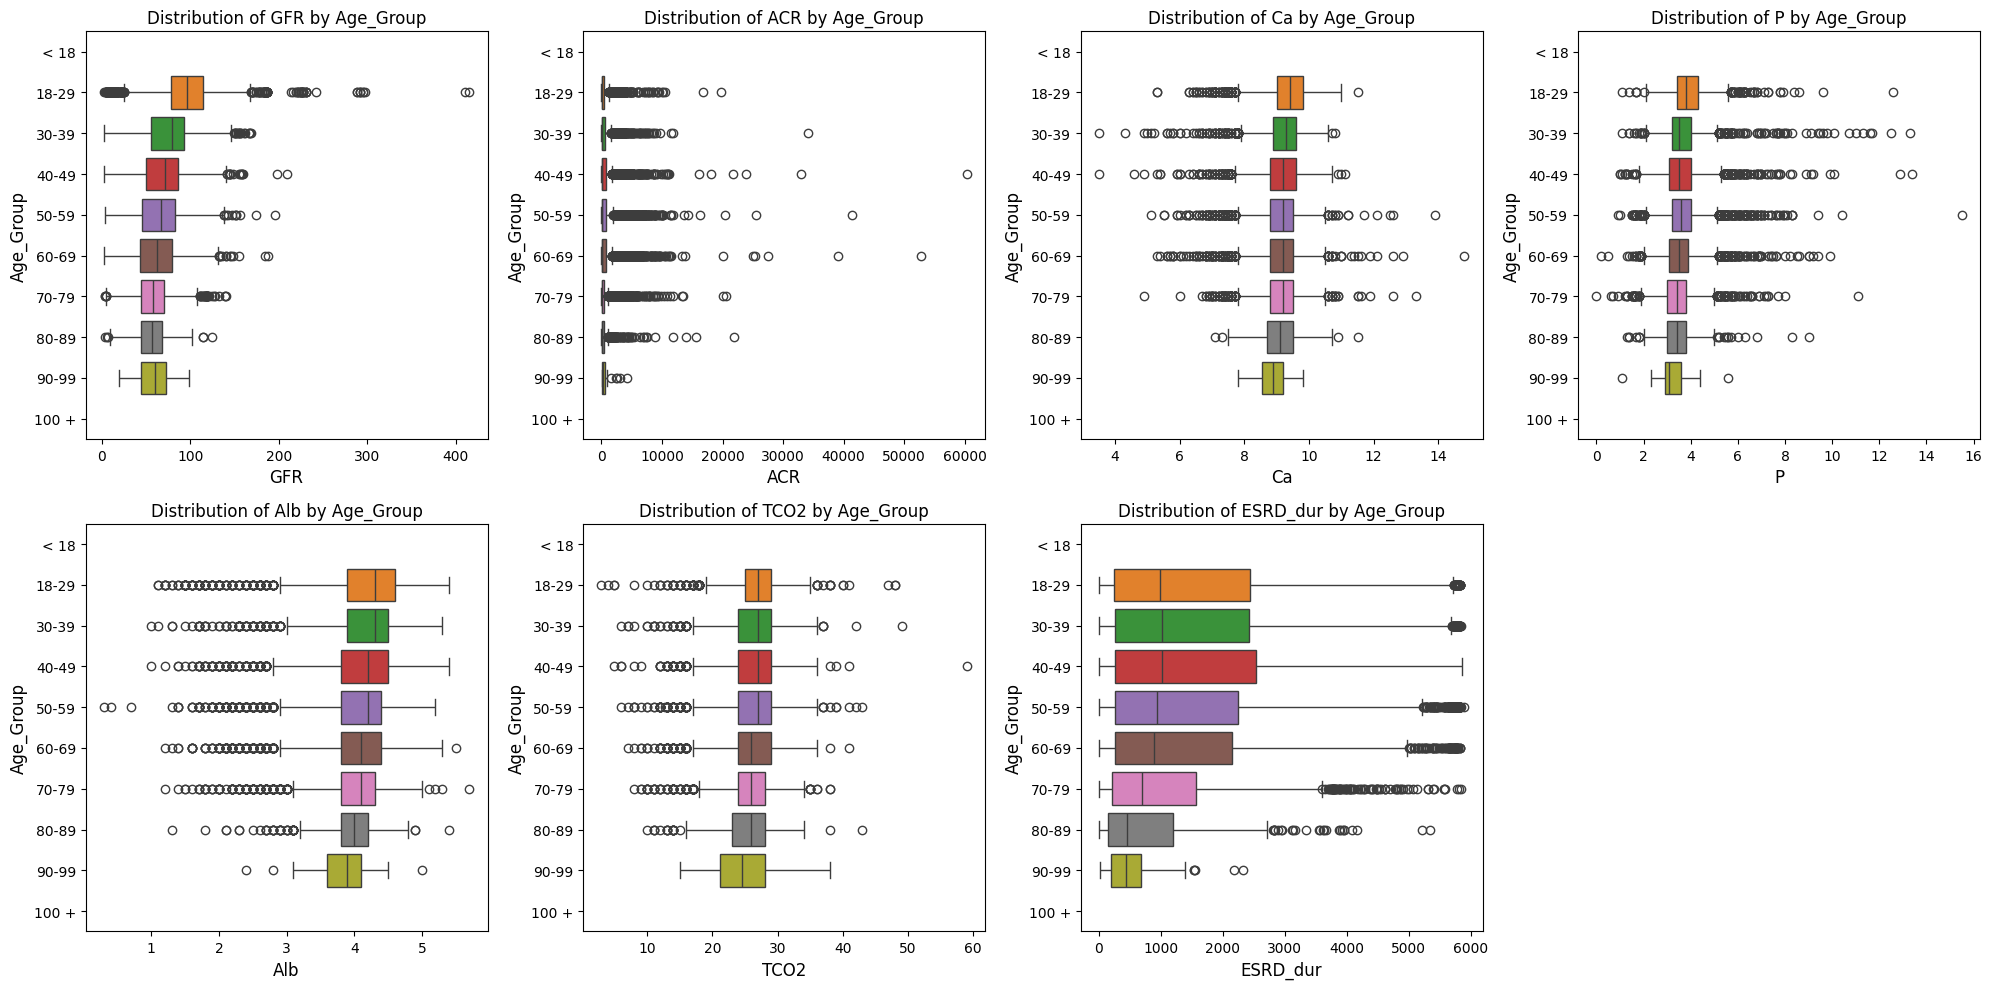 Distribution of GFR by Age_Group
Age_Group
< 18
18-29
30-39
40-49
50-59
60-69
70-79
80-89
90-99
100 +
0 100 200 300 400
GFR
Distribution of ACR by Age_Group
Age_Group
< 18
18-29
30-39
40-49
50-59
60-69
70-79
80-89
90-99
100 +
0 10000 20000 30000 40000 50000 60000
ACR
Distribution of Ca by Age_Group
Age_Group
< 18
18-29
30-39
40-49
50-59
60-69
70-79
80-89
90-99
100 +
4 6 8 10 12 14
Ca
Distribution of P by Age_Group
Age_Group
< 18
18-29
30-39
40-49
50-59
60-69
70-79
80-89
90-99
100 +
0 2 4 6 8 10 12 14 16
P
Distribution of Alb by Age_Group
Age_Group
< 18
18-29
30-39
40-49
50-59
60-69
70-79
80-89
90-99
100 +
1 2 3 4 5
Alb
Distribution of TCO2 by Age_Group
Age_Group
< 18
18-29
30-39
40-49
50-59
60-69
70-79
80-89
90-99
100 +
10 20 30 40 50 60
TCO2
Distribution of ESRD_dur by Age_Group
Age_Group
< 18
18-29
30-39
40-49
50-59
60-69
70-79
80-89
90-99
100 +
0 1000 2000 3000 4000 5000 6000
ESRD_dur